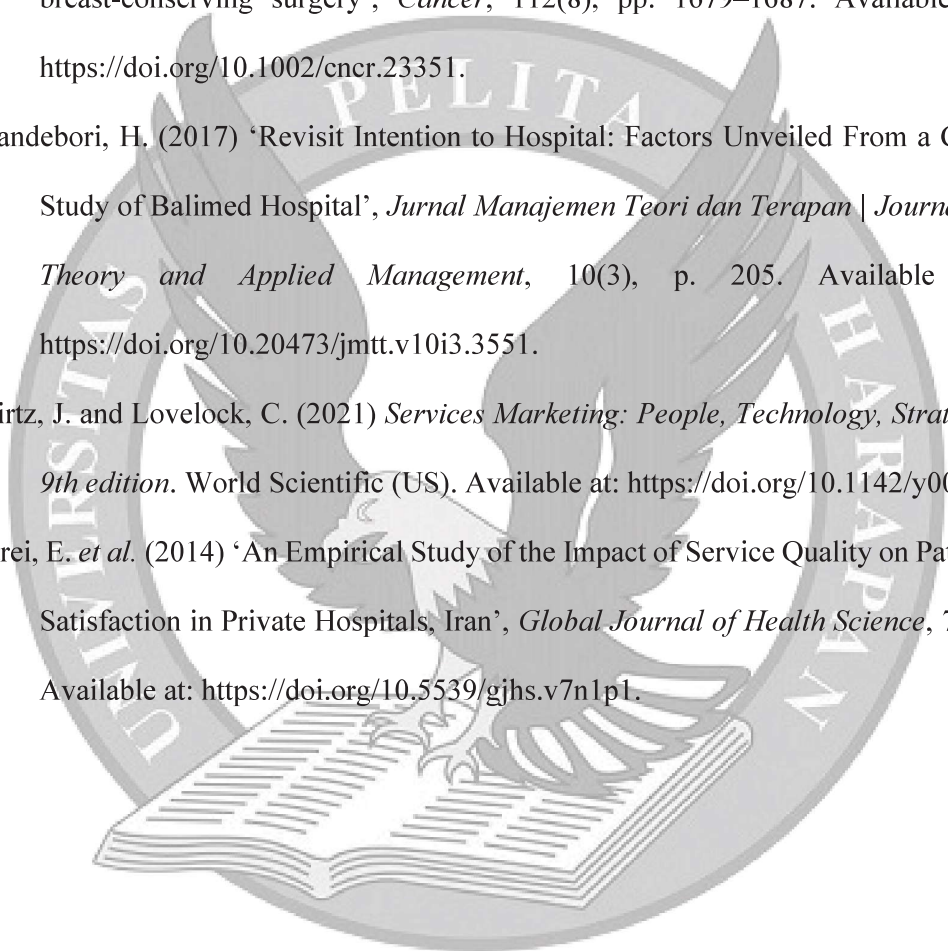 breast-conserving surgery', Cancer, 112(8), pp. 1679–1687. Available
https://doi.org/10.1002/cncr.23351.
andebori, H. (2017) ‘Revisit Intention to Hospital: Factors Unveiled From a
Study of Balimed Hospital’, Jurnal Manajemen Teori dan Terapan | Journa
Theory and Applied Management, 10(3), p. 205. Available
https://doi.org/10.20473/jmtt.v10i3.3551.
irtz, J. and Lovelock, C. (2021) Services Marketing: People, Technology, Strat
9th edition. World Scientific (US). Available at: https://doi.org/10.1142/y00
rei, E. et al. (2014) ‘An Empirical Study of the Impact of Service Quality on Pat
Satisfaction in Private Hospitals, Iran’, Global Journal of Health Science, 7
Available at: https://doi.org/10.5539/gjhs.v7n1p1.
UNIVERSITAS PELITA HARAPAN